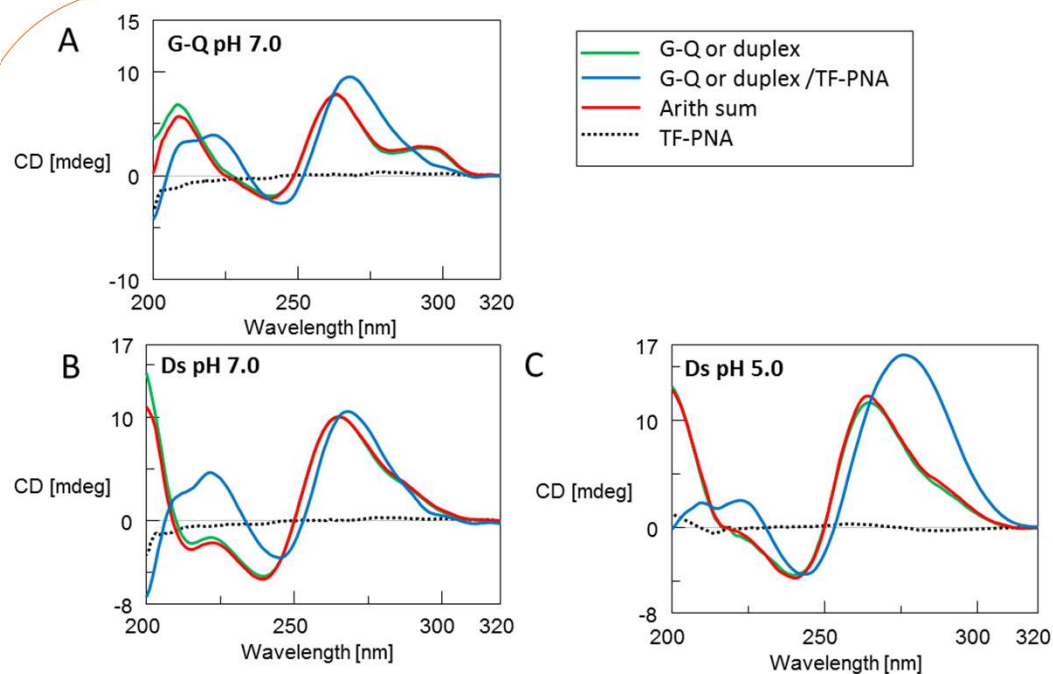 A
G-Q pH 7.0
15
10
0
-10
CD [mdeg]
200
250
300
320
Wavelength [nm]
G-Q or duplex
G-Q or duplex /TF-PNA
Arith sum
TF-PNA
B
Ds pH 7.0
17
10
0
-8
CD [mdeg]
200
250
300
320
Wavelength [nm]
C
Ds pH 5.0
17
10
0
-8
CD [mdeg]
200
250
300
320
Wavelength [nm]